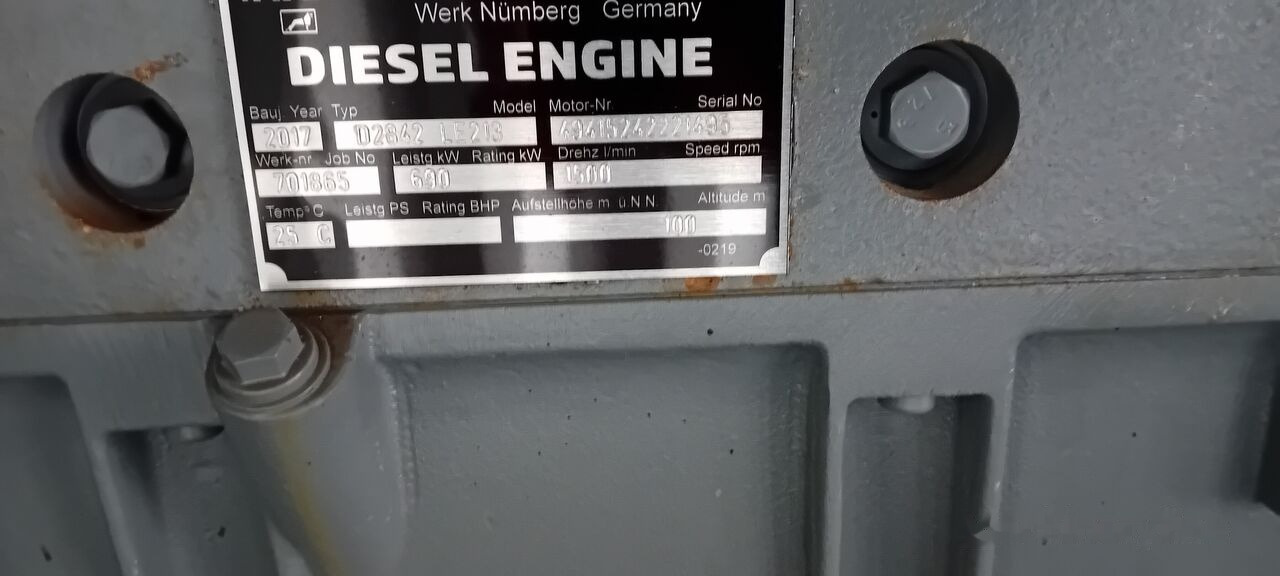 Werk Nürnberg Germany
DIESEL ENGINE
Bauj. Year Typ Model Motor-Nr Serial No
2017 D2842 LE213 49415242221495
Werk-nr Job No Leistg kW Rating kW Drehz l/min Speed rpm
701865 690 1500
Temp° C Leistg PS Rating BHP Aufstellhöhe m ü.N.N. Altitude m
25 C 100
-0219